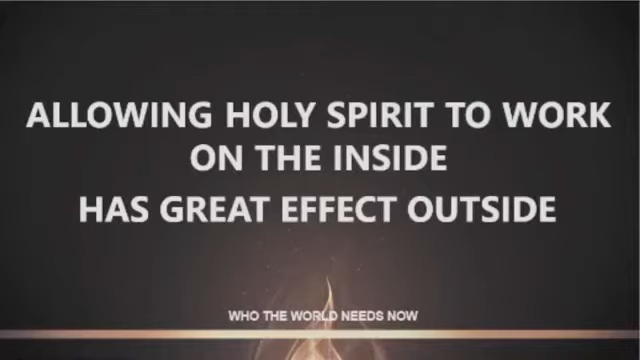 ALLOWING HOLY SPIRIT TO WORK
ON THE INSIDE
HAS GREAT EFFECT OUTSIDE
WHO THE WORLD NEEDS NOW